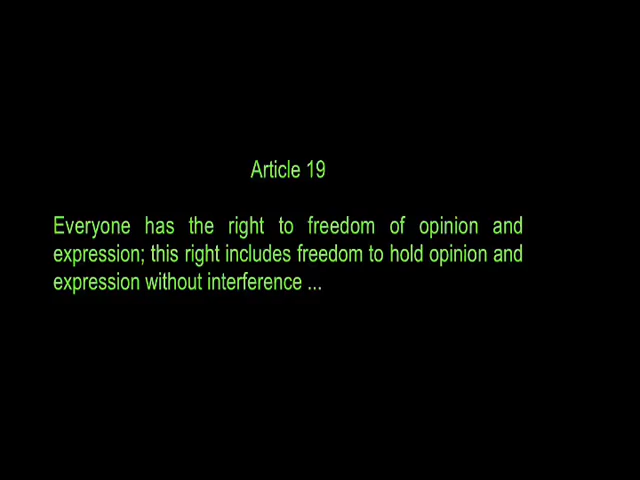 Article 19
Everyone has the right to freedom of opinion and
expression; this right includes freedom to hold opinion and
expression without interference ...